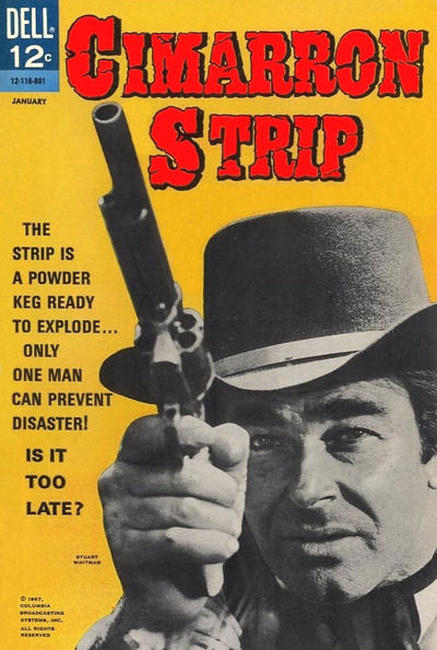 DELL®
12c
12-116-801
JANUARY
CIMARRON
STRIP
THE
STRIP IS
A POWDER
KEG READY
TO EXPLODE...
ONLY
ONE MAN
CAN PREVENT
DISASTER!
IS IT
TOO
LATE?
STUART
WHITMAN
© 1967,
COLUMBIA
BROADCASTING
SYSTEMS, INC.
ALL RIGHTS
RESERVED